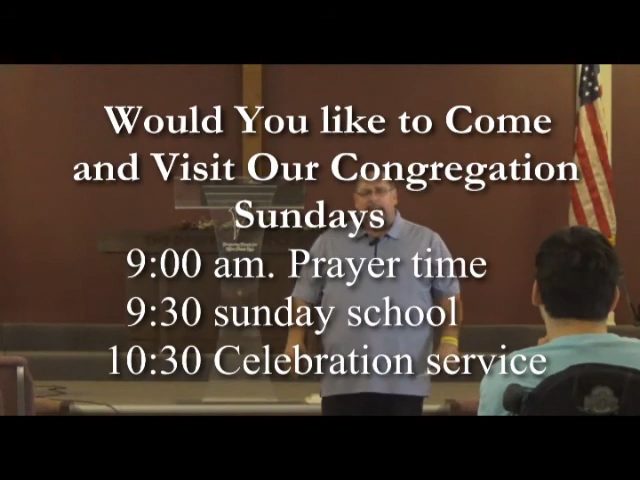 Would You like to Come
and Visit Our Congregation
Sundays
9:00 am. Prayer time
9:30 sunday school
10:30 Celebration service